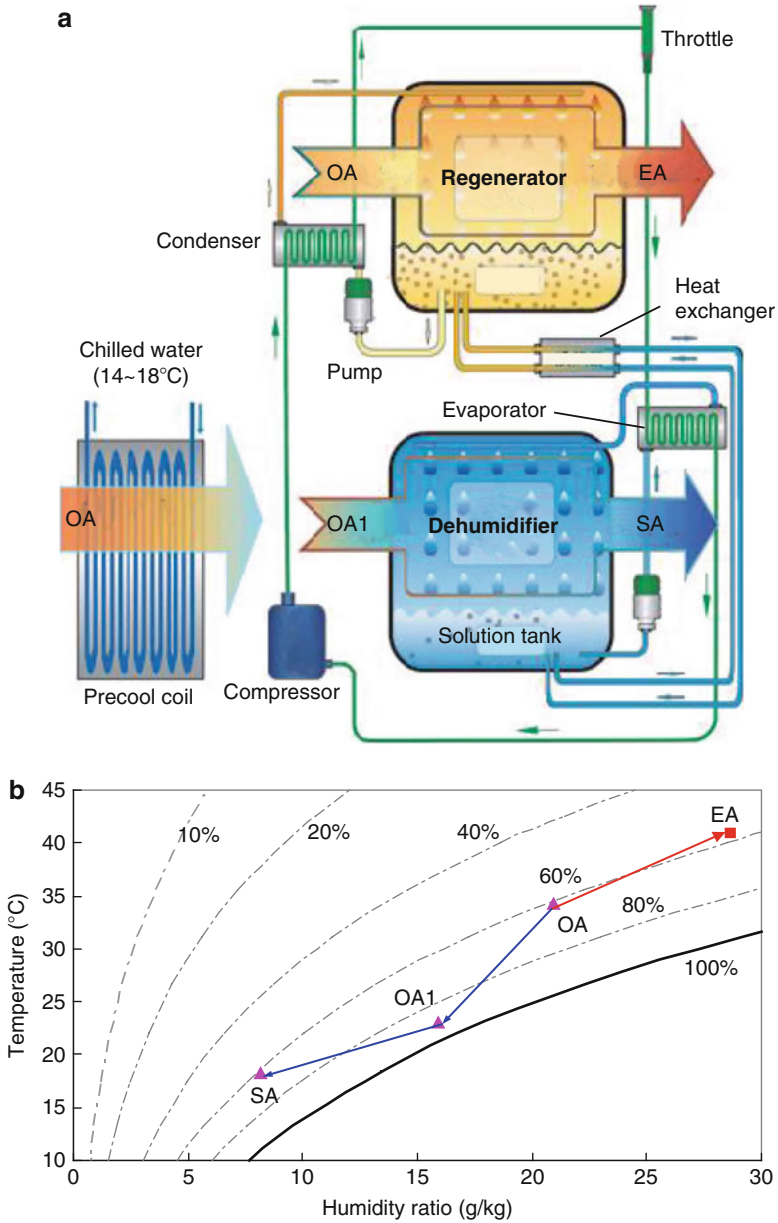 a
Throttle
OA
Regenerator
EA
Condenser
Heat
exchanger
Pump
Chilled water
(14~18°C)
Evaporator
OA
OA1
Dehumidifier
SA
Solution tank
Precool coil
Compressor
b
45
40
35
30
25
20
15
10
Temperature (°C)
10%
20%
40%
60%
80%
100%
EA
OA
OA1
SA
0
5
10
15
20
25
30
Humidity ratio (g/kg)